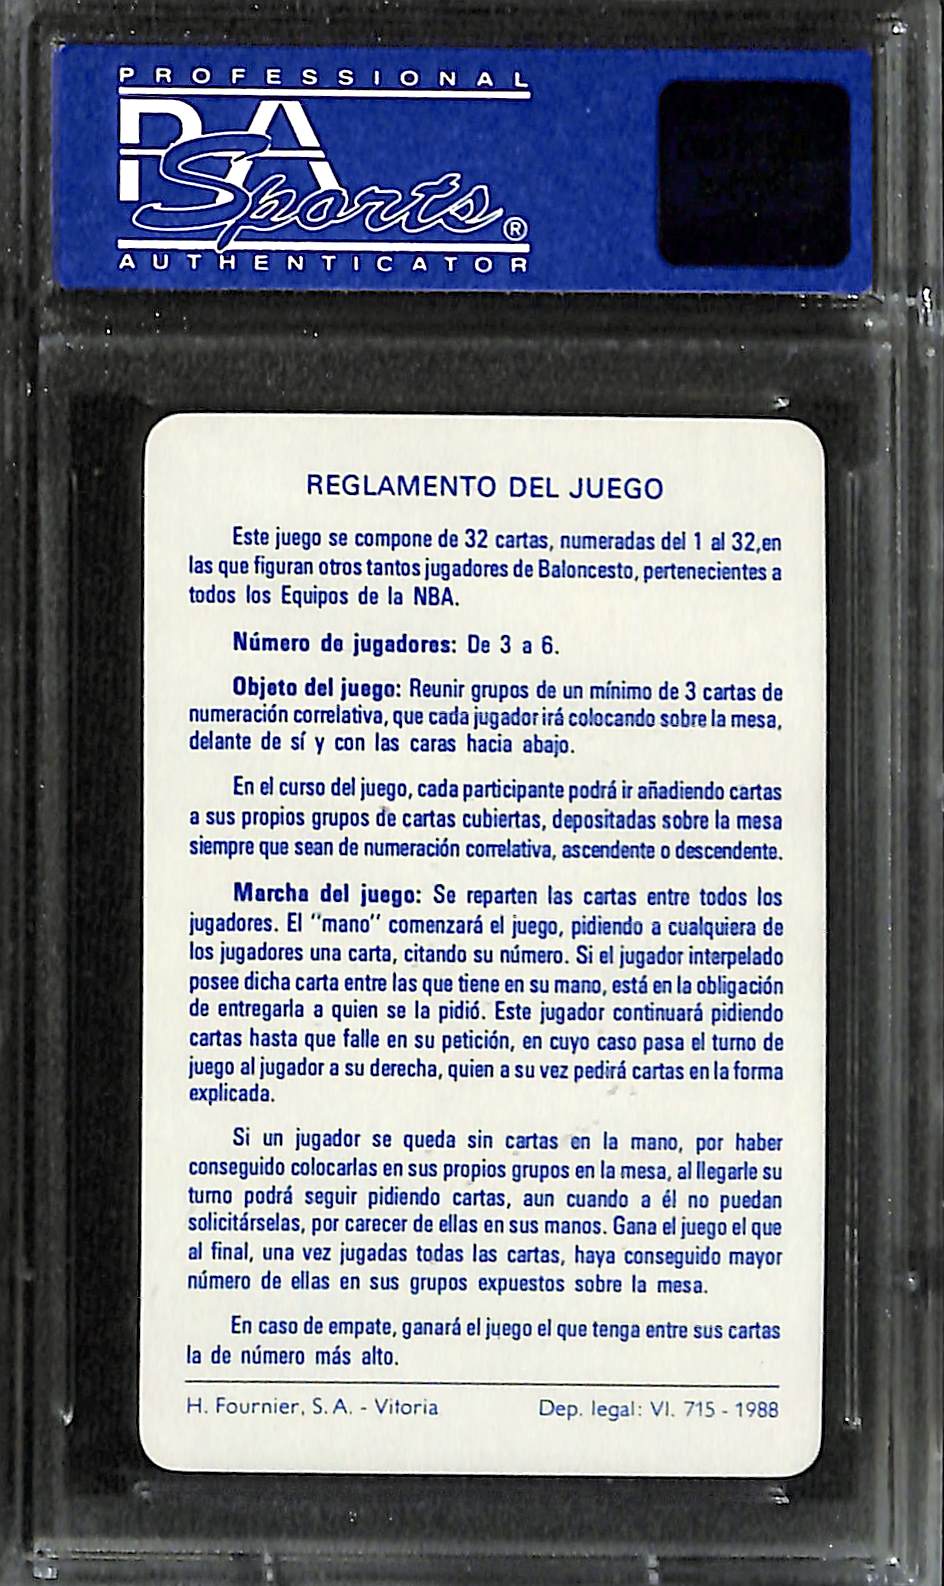 PROFESSIONAL
PSA
Sports®
AUTHENTICATOR
REGLAMENTO DEL JUEGO
Este juego se compone de 32 cartas, numeradas del 1 al 32,en
las que figuran otros tantos jugadores de Baloncesto, pertenecientes a
todos los Equipos de la NBA.
Número de jugadores: De 3 a 6.
Objeto del juego: Reunir grupos de un mínimo de 3 cartas de
numeración correlativa, que cada jugador irá colocando sobre la mesa,
delante de sí y con las caras hacia abajo.
En el curso del juego, cada participante podrá ir añadiendo cartas
a sus propios grupos de cartas cubiertas, depositadas sobre la mesa
siempre que sean de numeración correlativa, ascendente o descendente.
Marcha del juego: Se reparten las cartas entre todos los
jugadores. El "mano" comenzará el juego, pidiendo a cualquiera de
los jugadores una carta, citando su número. Si el jugador interpelado
posee dicha carta entre las que tiene en su mano, está en la obligación
de entregarla a quien se la pidió. Este jugador continuará pidiendo
cartas hasta que falle en su petición, en cuyo caso pasa el turno de
juego al jugador a su derecha, quien a su vez pedirá cartas en la forma
explicada.
Si un jugador se queda sin cartas en la mano, por haber
conseguido colocarlas en sus propios grupos en la mesa, al llegarle su
turno podrá seguir pidiendo cartas, aun cuando a él no puedan
solicitárselas, por carecer de ellas en sus manos. Gana el juego el que
al final, una vez jugadas todas las cartas, haya conseguido mayor
número de ellas en sus grupos expuestos sobre la mesa.
En caso de empate, ganará el juego el que tenga entre sus cartas
la de número más alto.
H. Fournier, S. A. - Vitoria Dep. legal: VI. 715 - 1988